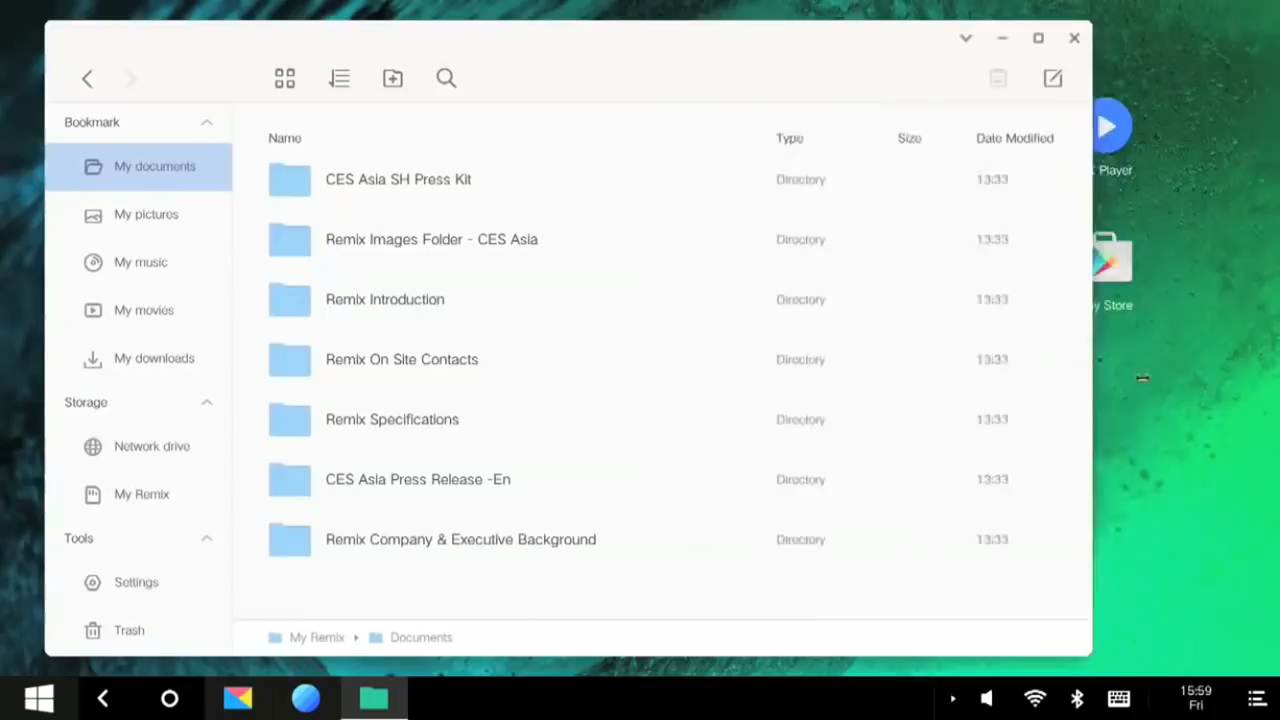 Bookmark
My documents
My pictures
My music
My movies
My downloads
Storage
Network drive
My Remix
Tools
Settings
Trash
Name Type Size Date Modified
CES Asia SH Press Kit Directory 13:33
Remix Images Folder - CES Asia Directory 13:33
Remix Introduction Directory 13:33
Remix On Site Contacts Directory 13:33
Remix Specifications Directory 13:33
CES Asia Press Release -En Directory 13:33
Remix Company & Executive Background Directory 13:33
My Remix Documents
Player
Store
15:59
Fri